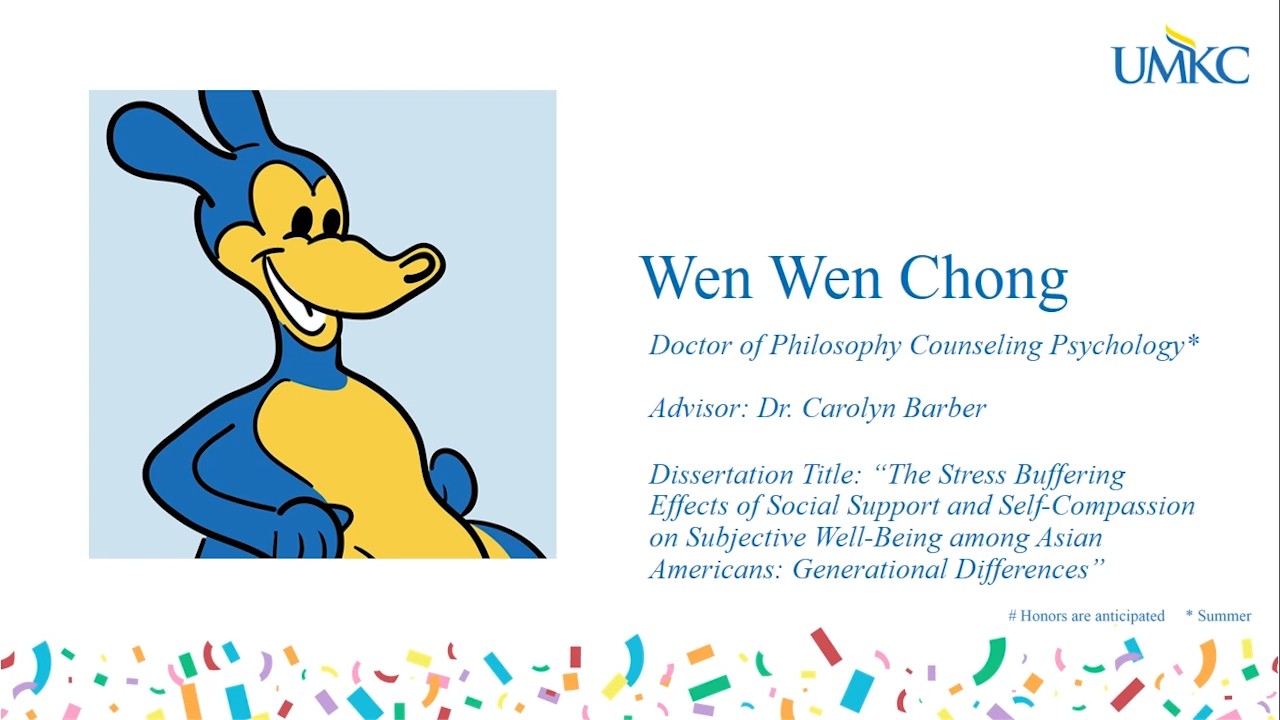 UMKC
Wen Wen Chong
Doctor of Philosophy Counseling Psychology*
Advisor: Dr. Carolyn Barber
Dissertation Title: “The Stress Buffering
Effects of Social Support and Self-Compassion
on Subjective Well-Being among Asian
Americans: Generational Differences”
# Honors are anticipated * Summer